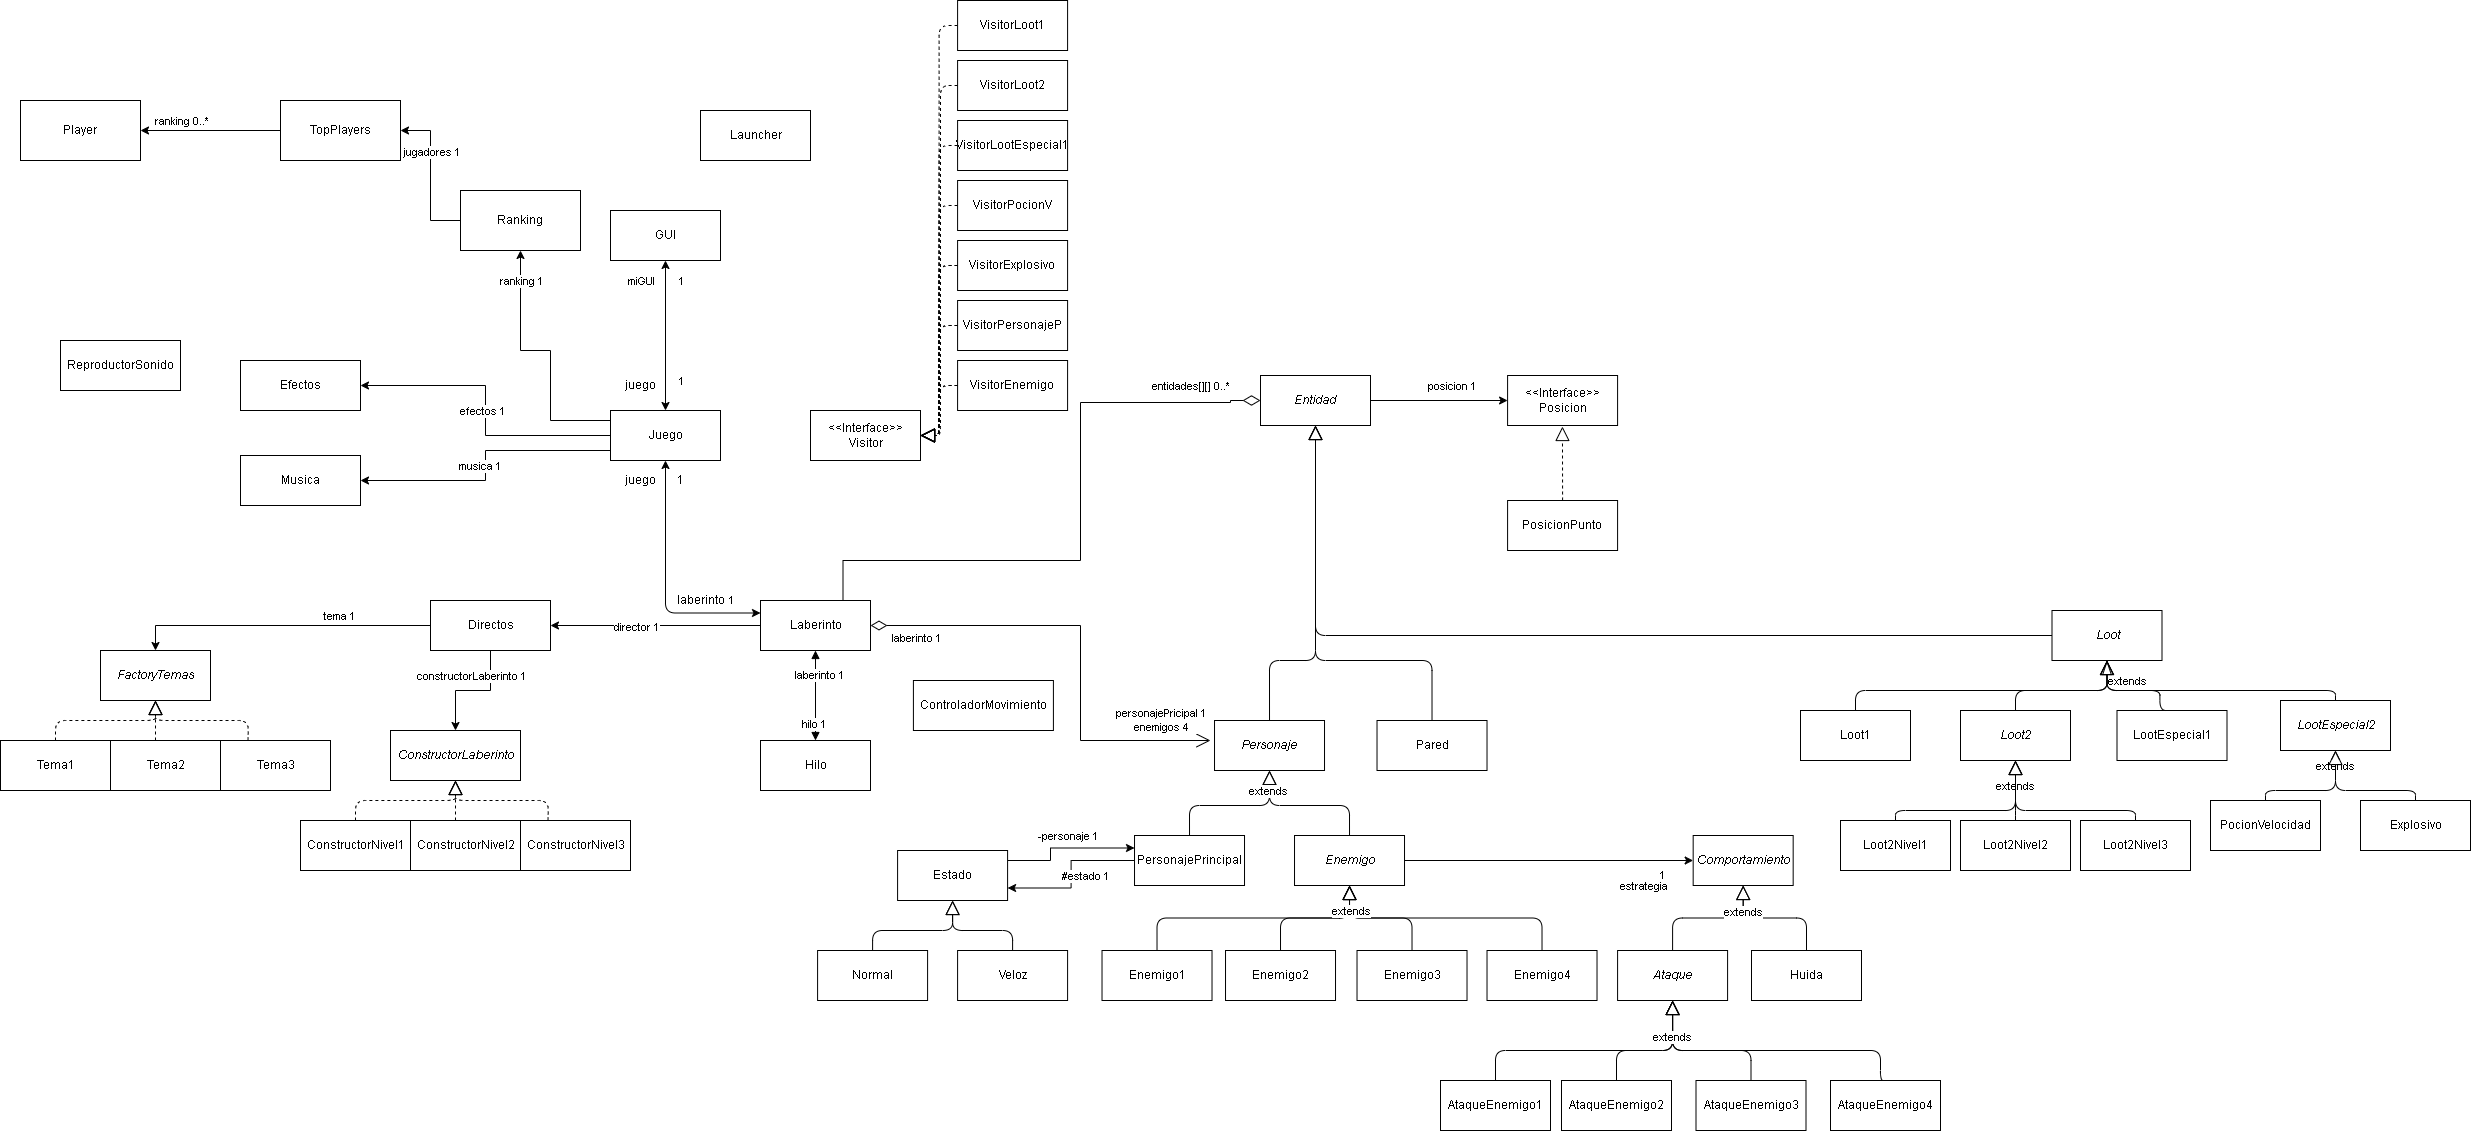 VisitorLoot1
VisitorLoot2
Player
ranking 0..*
TopPlayers
jugadores 1
Launcher
VisitorLootEspecial1
VisitorPocionV
Ranking
GUI
VisitorExplosivo
ranking 1
miGUI
1
VisitorPersonajeP
ReproductorSonido
Efectos
efectos 1
juego
1
VisitorEnemigo
entidades[][] 0..*
Entidad
posicion 1
<<Interface>>
Posicion
Juego
<<Interface>>
Visitor
Musica
musica 1
juego
1
PosicionPunto
laberinto 1
tema 1
Directos
director 1
Laberinto
laberinto 1
Loot
FactoryTemas
constructorLaberinto 1
laberinto 1
extends
ControladorMovimiento
personajePricipal 1
enemigos 4
hilo 1
Loot1
Loot2
LootEspecial1
LootEspecial2
Tema1
Tema2
Tema3
ConstructorLaberinto
Hilo
Personaje
Pared
extends
extends
extends
ConstructorNivel1
ConstructorNivel2
ConstructorNivel3
-personaje 1
PocionVelocidad
Explosivo
Loot2Nivel1
Loot2Nivel2
Loot2Nivel3
Estado
#estado 1
PersonajePrincipal
Enemigo
1
estrategia
Comportamiento
extends
extends
Normal
Veloz
Enemigo1
Enemigo2
Enemigo3
Enemigo4
Ataque
Huida
extends
AtaqueEnemigo1
AtaqueEnemigo2
AtaqueEnemigo3
AtaqueEnemigo4